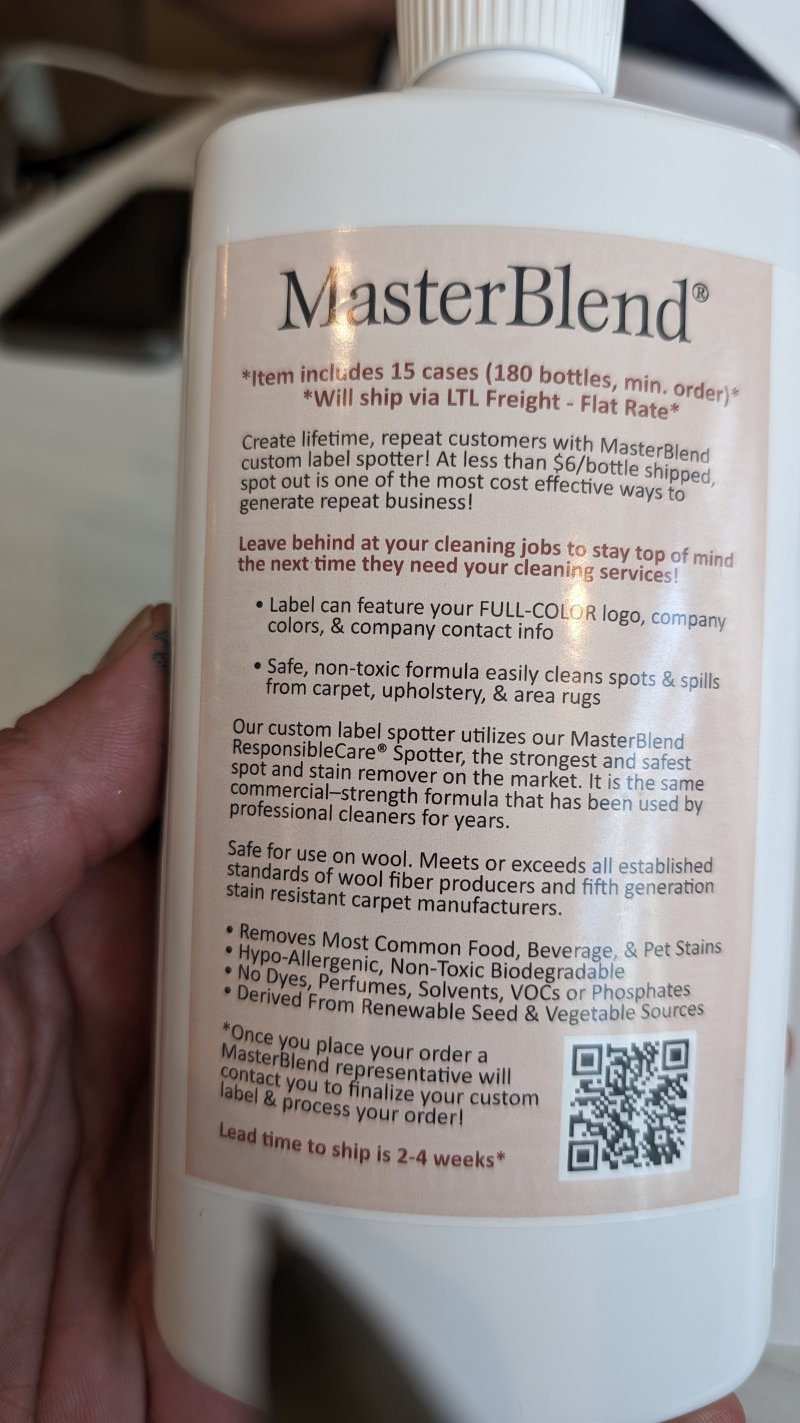 MasterBlend®
*Item includes 15 cases (180 bottles, min. order)*
*Will ship via LTL Freight - Flat Rate*
Create lifetime, repeat customers with MasterBlend
custom label spotter! At less than $6/bottle shipped,
spot out is one of the most cost effective ways to
generate repeat business!
Leave behind at your cleaning jobs to stay top of mind
the next time they need your cleaning services!
• Label can feature your FULL-COLOR logo, company
colors, & company contact info
• Safe, non-toxic formula easily cleans spots & spills
from carpet, upholstery, & area rugs
Our custom label spotter utilizes our MasterBlend
ResponsibleCare® Spotter, the strongest and safest
spot and stain remover on the market. It is the same
commercial–strength formula that has been used by
professional cleaners for years.
Safe for use on wool. Meets or exceeds all established
standards of wool fiber producers and fifth generation
stain resistant carpet manufacturers.
• Removes Most Common Food, Beverage, & Pet Stains
• Hypo-Allergenic, Non-Toxic Biodegradable
• No Dyes, Perfumes, Solvents, VOCs or Phosphates
• Derived From Renewable Seed & Vegetable Sources
*Once you place your order a
MasterBlend representative will
contact you to finalize your custom
label & process your order!
Lead time to ship is 2-4 weeks*